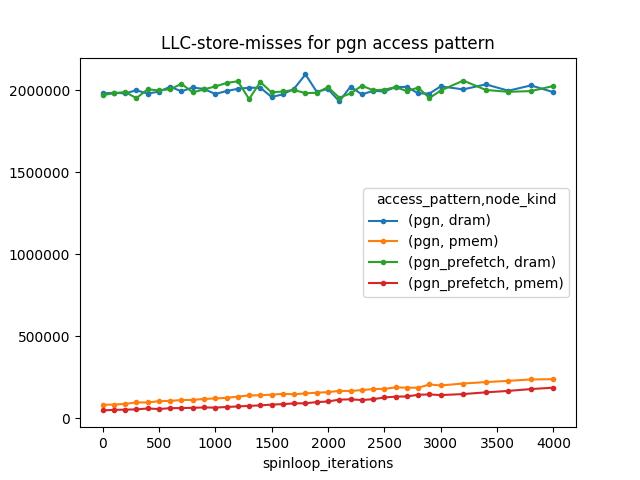 LLC-store-misses for pgn access pattern
2000000
1500000
1000000
500000
0
access_pattern,node_kind
(pgn, dram)
(pgn, pmem)
(pgn_prefetch, dram)
(pgn_prefetch, pmem)
0 500 1000 1500 2000 2500 3000 3500 4000
spinloop_iterations